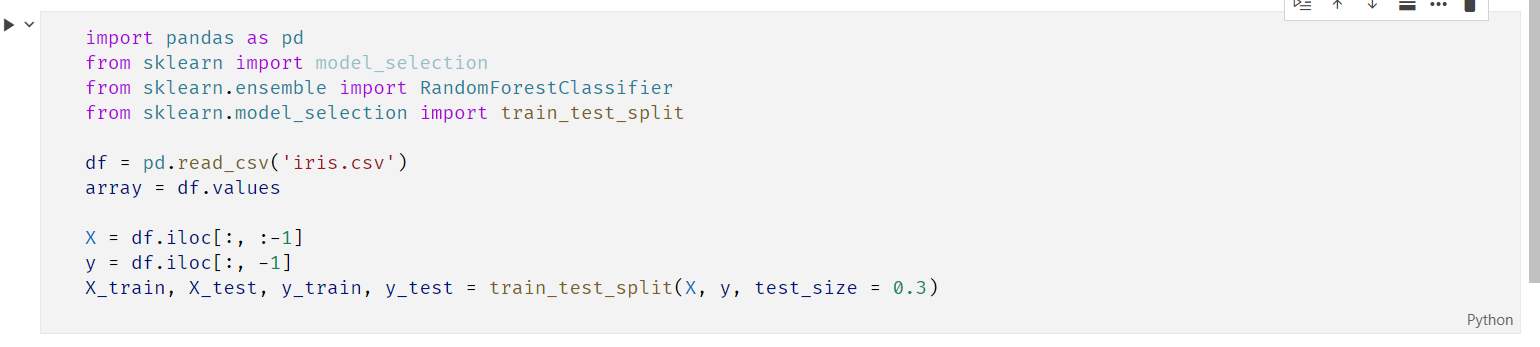 import pandas as pd
from sklearn import model_selection
from sklearn.ensemble import RandomForestClassifier
from sklearn.model_selection import train_test_split
df = pd.read_csv('iris.csv')
array = df.values
X = df.iloc[:, :-1]
y = df.iloc[:, -1]
X_train, X_test, y_train, y_test = train_test_split(X, y, test_size = 0.3)
Python